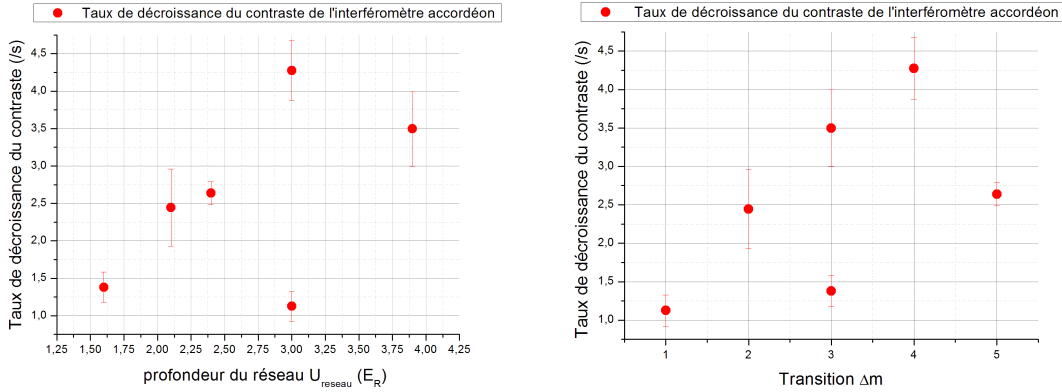 Taux de décroissance du contraste de l'interféromètre accordéon
Taux de décroissance du contraste (/s)
4,5
4,0
3,5
3,0
2,5
2,0
1,5
1,0
1,25 1,50 1,75 2,00 2,25 2,50 2,75 3,00 3,25 3,50 3,75 4,00 4,25
profondeur du réseau U_reseau (E_R)
Taux de décroissance du contraste de l'interféromètre accordéon
Taux de décroissance du contraste (/s)
4,5
4,0
3,5
3,0
2,5
2,0
1,5
1,0
1 2 3 4 5
Transition Δm